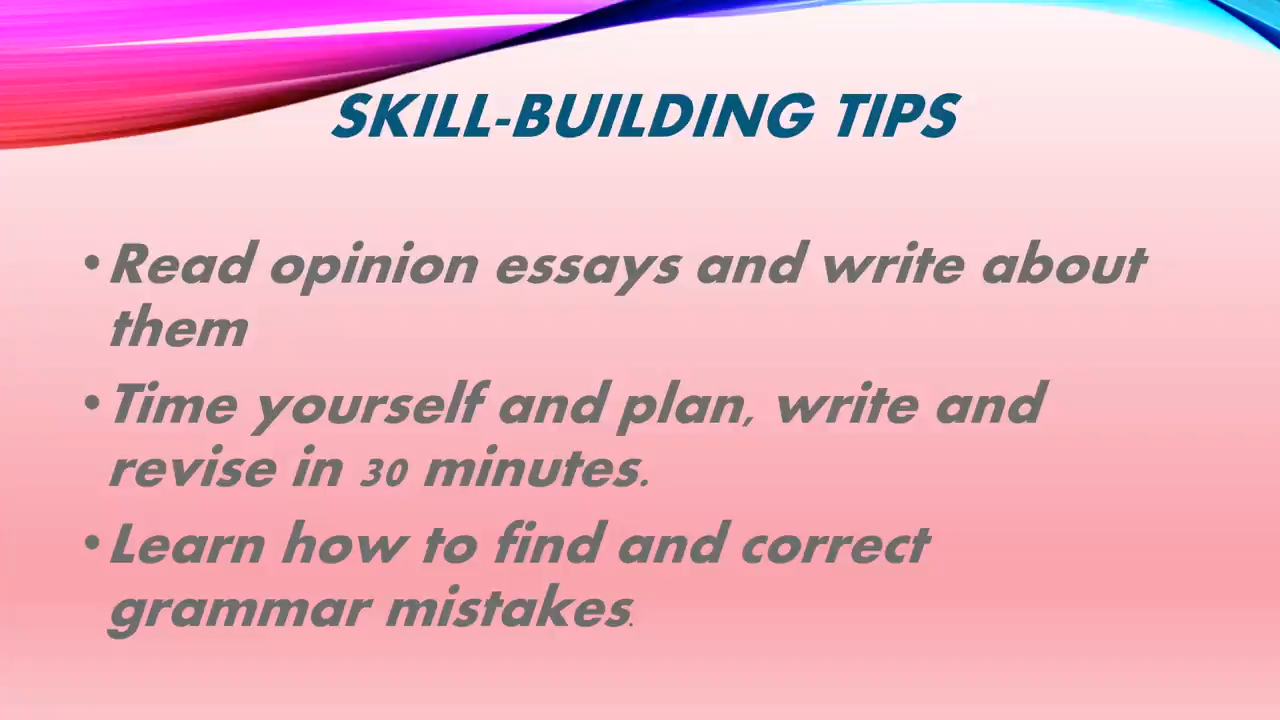 SKILL-BUILDING TIPS
•Read opinion essays and write about
them
•Time yourself and plan, write and
revise in 30 minutes.
•Learn how to find and correct
grammar mistakes.